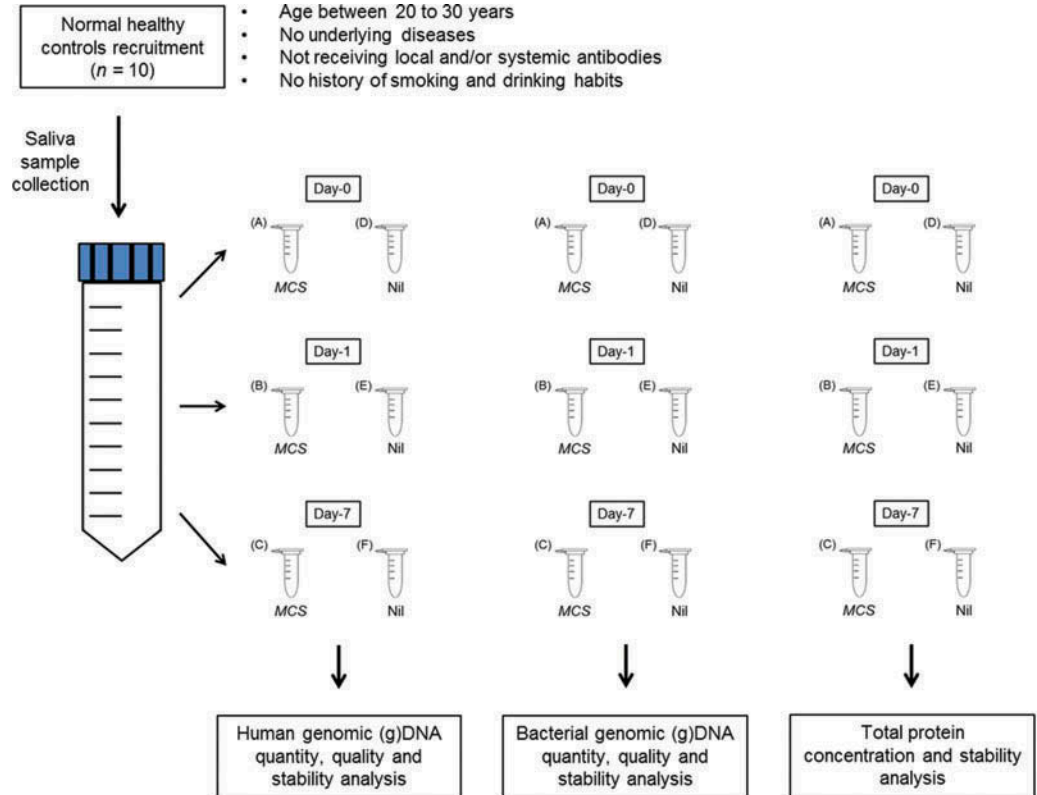 Normal healthy
controls recruitment
(n = 10)
• Age between 20 to 30 years
• No underlying diseases
• Not receiving local and/or systemic antibodies
• No history of smoking and drinking habits
Saliva
sample
collection
Day-0
Day-0
Day-0
(A) (D) (A) (D) (A) (D)
MCS Nil MCS Nil MCS Nil
Day-1
Day-1
Day-1
(B) (E) (B) (E) (B) (E)
MCS Nil MCS Nil MCS Nil
Day-7
Day-7
Day-7
(C) (F) (C) (F) (C) (F)
MCS Nil MCS Nil MCS Nil
Human genomic (g)DNA
quantity, quality and
stability analysis
Bacterial genomic (g)DNA
quantity, quality and
stability analysis
Total protein
concentration and stability
analysis